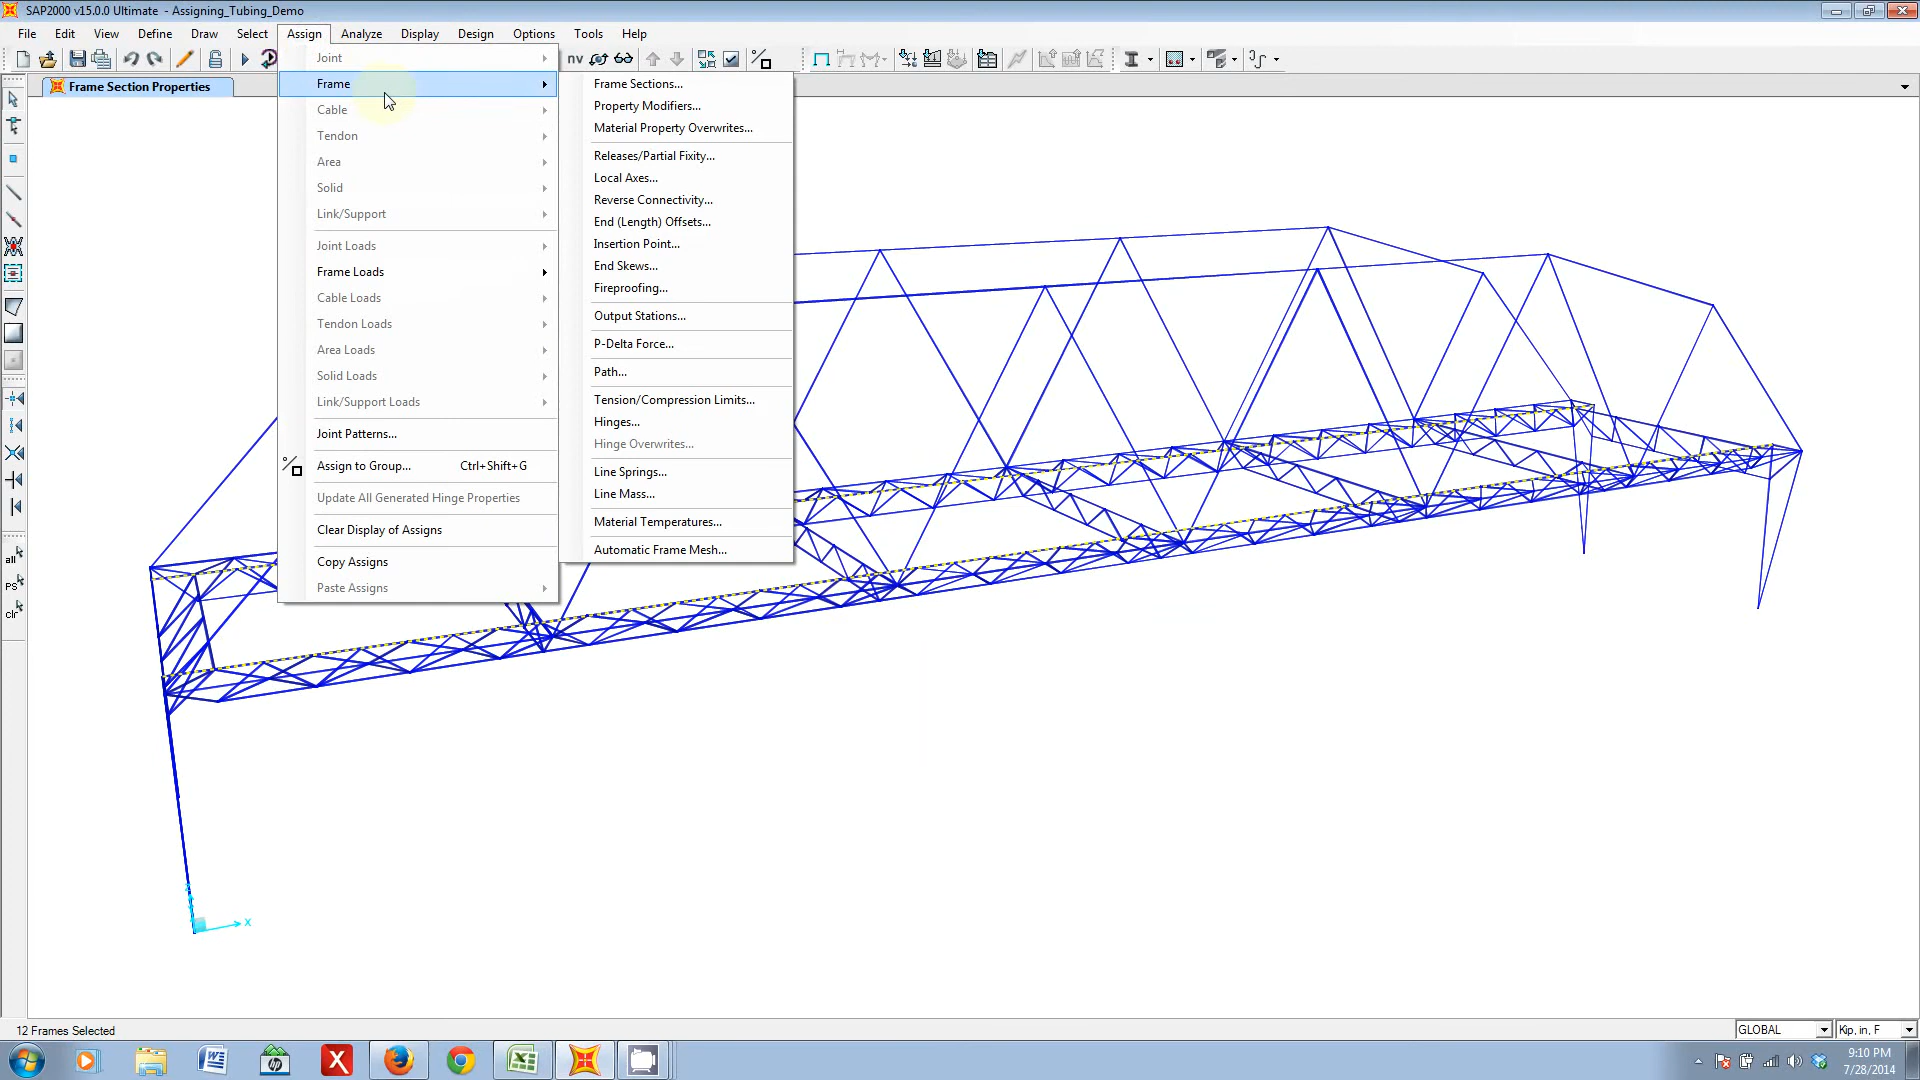 SAP2000 v15.0.0 Ultimate - Assigning_Tubing_Demo
File Edit View Define Draw Select Assign Analyze Display Design Options Tools Help
nv
Frame Section Properties
Joint
Frame
Cable
Tendon
Area
Solid
Link/Support
Joint Loads
Frame Loads
Cable Loads
Tendon Loads
Area Loads
Solid Loads
Link/Support Loads
Joint Patterns...
Assign to Group... Ctrl+Shift+G
Update All Generated Hinge Properties
Clear Display of Assigns
Copy Assigns
Paste Assigns
Frame Sections...
Property Modifiers...
Material Property Overwrites...
Releases/Partial Fixity...
Local Axes...
Reverse Connectivity...
End (Length) Offsets...
Insertion Point...
End Skews...
Fireproofing...
Output Stations...
P-Delta Force...
Path...
Tension/Compression Limits...
Hinges...
Hinge Overwrites...
Line Springs...
Line Mass...
Material Temperatures...
Automatic Frame Mesh...
all
PS
clr
X
12 Frames Selected
GLOBAL
Kip, in, F
9:10 PM
7/28/2014